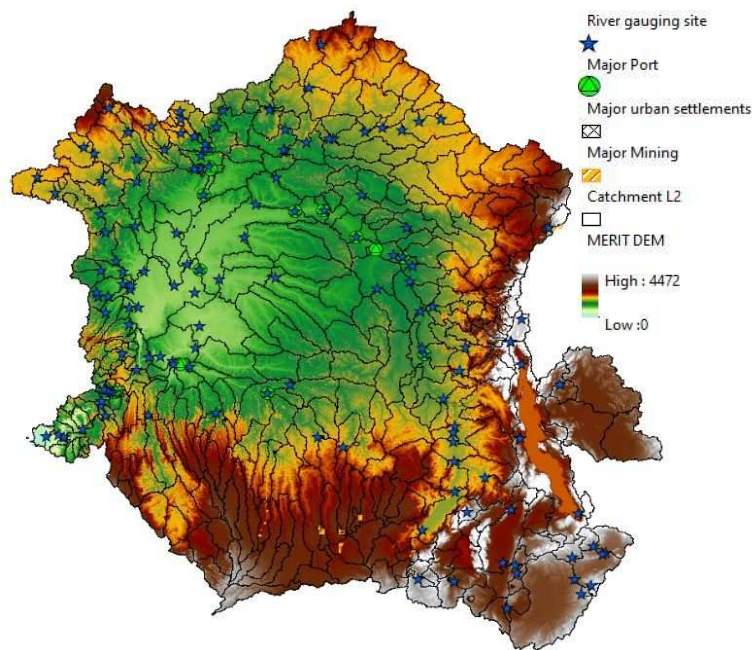 River gauging site
Major Port
Major urban settlements
Major Mining
Catchment L2
MERIT DEM
High : 4472
Low :0